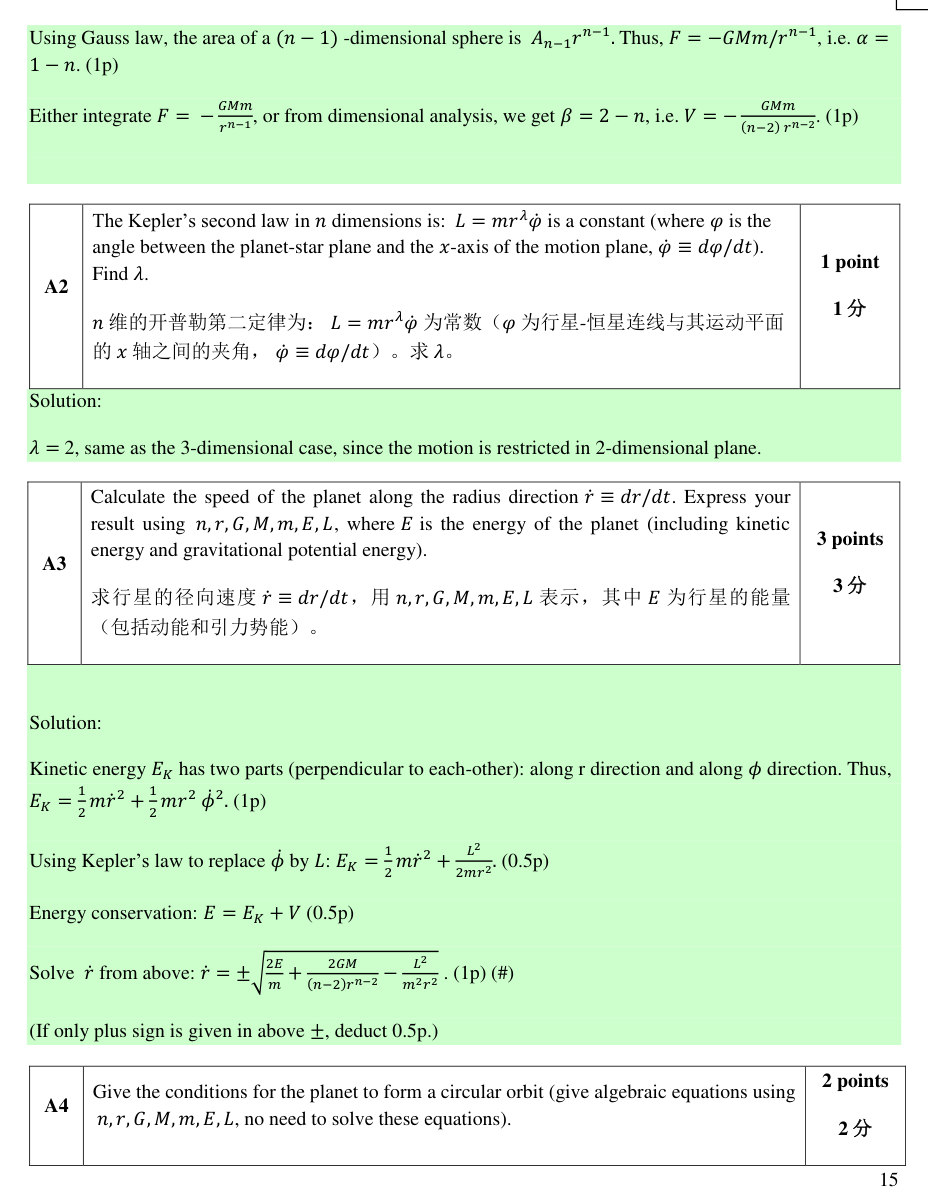 Using Gauss law, the area of a (𝑛 − 1) -dimensional sphere is 𝐴ₙ₋₁𝑟ⁿ⁻¹. Thus, 𝐹 = −𝐺𝑀𝑚/𝑟ⁿ⁻¹, i.e. 𝛼 =
1 − 𝑛. (1p)
Either integrate 𝐹 = − 𝐺𝑀𝑚/𝑟ⁿ⁻¹, or from dimensional analysis, we get 𝛽 = 2 − 𝑛, i.e. 𝑉 = − 𝐺𝑀𝑚/((𝑛−2) 𝑟ⁿ⁻²). (1p)
A2
The Kepler’s second law in 𝑛 dimensions is: 𝐿 = 𝑚𝑟^𝜆𝜑̇ is a constant (where 𝜑 is the
angle between the planet-star plane and the 𝑥-axis of the motion plane, 𝜑̇ ≡ 𝑑𝜑/𝑑𝑡).
Find 𝜆.
𝑛 维的开普勒第二定律为： 𝐿 = 𝑚𝑟^𝜆𝜑̇ 为常数（𝜑 为行星-恒星连线与其运动平面
的 𝑥 轴之间的夹角， 𝜑̇ ≡ 𝑑𝜑/𝑑𝑡）。求 𝜆。
1 point
1 分
Solution:
𝜆 = 2, same as the 3-dimensional case, since the motion is restricted in 2-dimensional plane.
A3
Calculate the speed of the planet along the radius direction 𝑟̇ ≡ 𝑑𝑟/𝑑𝑡. Express your
result using 𝑛, 𝑟, 𝐺, 𝑀, 𝑚, 𝐸, 𝐿, where 𝐸 is the energy of the planet (including kinetic
energy and gravitational potential energy).
求行星的径向速度 𝑟̇ ≡ 𝑑𝑟/𝑑𝑡，用 𝑛, 𝑟, 𝐺, 𝑀, 𝑚, 𝐸, 𝐿 表示，其中 𝐸 为行星的能量
（包括动能和引力势能）。
3 points
3 分
Solution:
Kinetic energy 𝐸_𝐾 has two parts (perpendicular to each-other): along r direction and along 𝜙 direction. Thus,
𝐸_𝐾 = 1/2 𝑚𝑟̇² + 1/2 𝑚𝑟² 𝜙̇². (1p)
Using Kepler’s law to replace 𝜙̇ by 𝐿: 𝐸_𝐾 = 1/2 𝑚𝑟̇² + 𝐿²/(2𝑚𝑟²). (0.5p)
Energy conservation: 𝐸 = 𝐸_𝐾 + 𝑉 (0.5p)
Solve 𝑟̇ from above: 𝑟̇ = ±√(2𝐸/𝑚 + 2𝐺𝑀/((𝑛−2)𝑟ⁿ⁻²) − 𝐿²/(𝑚²𝑟²)) . (1p) (#)
(If only plus sign is given in above ±, deduct 0.5p.)
A4
Give the conditions for the planet to form a circular orbit (give algebraic equations using
𝑛, 𝑟, 𝐺, 𝑀, 𝑚, 𝐸, 𝐿, no need to solve these equations).
2 points
2 分
15